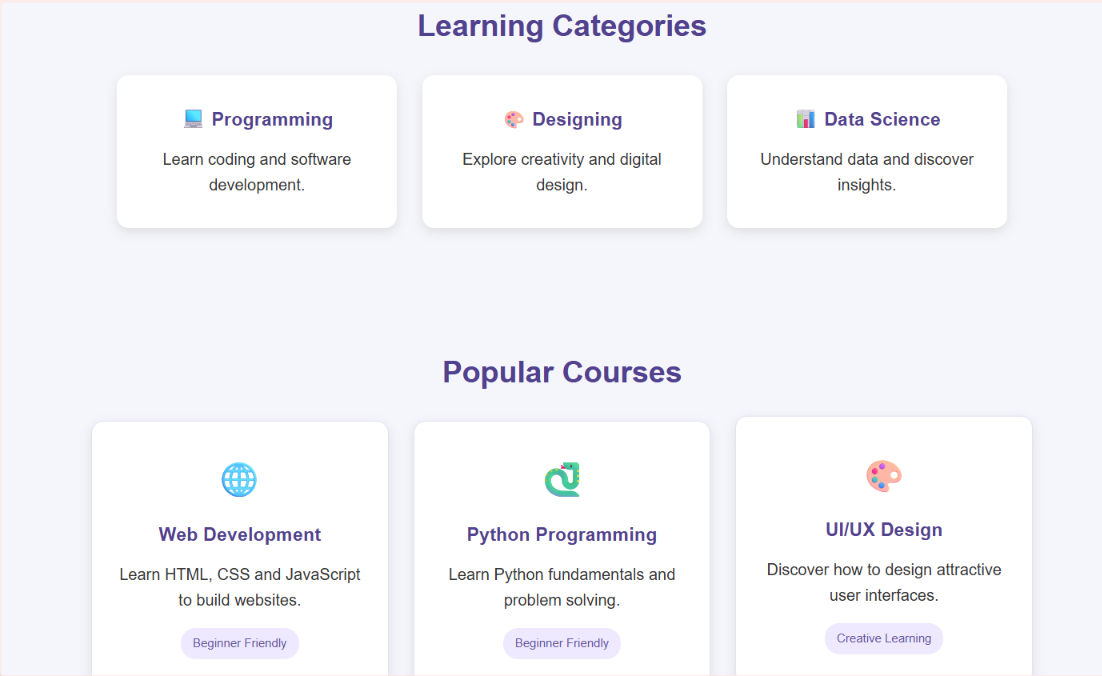 Learning Categories
Programming
Learn coding and software
development.
Designing
Explore creativity and digital
design.
Data Science
Understand data and discover
insights.
Popular Courses
Web Development
Learn HTML, CSS and JavaScript
to build websites.
Beginner Friendly
Python Programming
Learn Python fundamentals and
problem solving.
Beginner Friendly
UI/UX Design
Discover how to design attractive
user interfaces.
Creative Learning